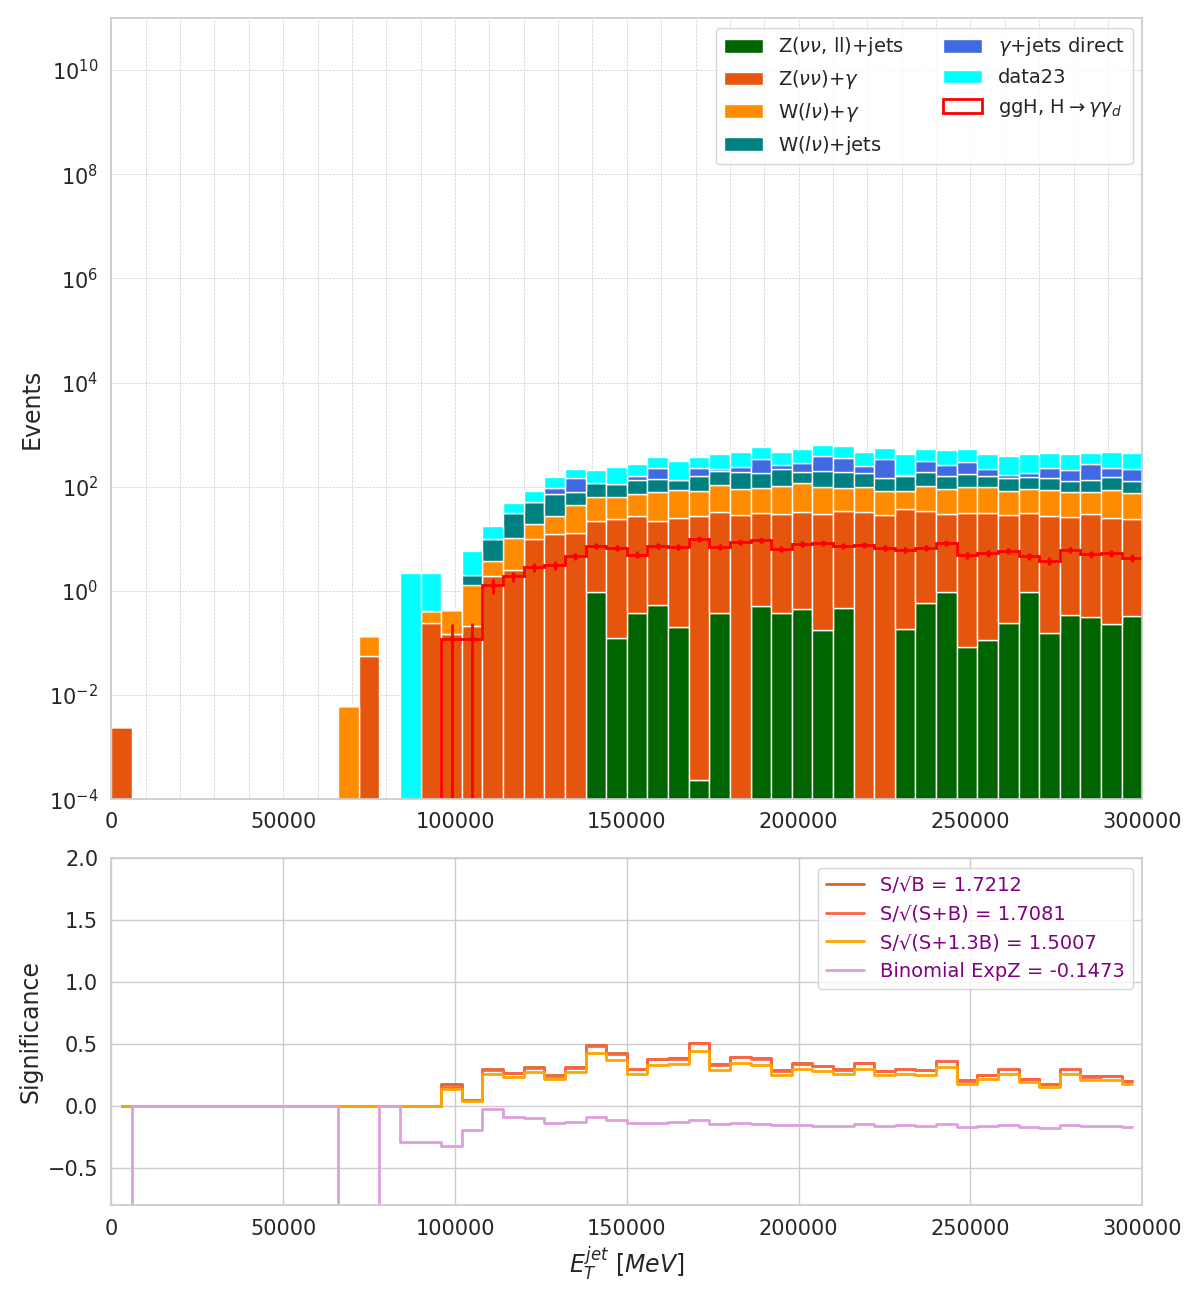 Z(νν, ll)+jets
Z(νν)+γ
W(lν)+γ
W(lν)+jets
γ+jets direct
data23
ggH, H→γγ_d
Events
10^10
10^8
10^6
10^4
10^2
10^0
10^−2
10^−4
0 50000 100000 150000 200000 250000 300000
S/√B = 1.7212
S/√(S+B) = 1.7081
S/√(S+1.3B) = 1.5007
Binomial ExpZ = -0.1473
Significance
2.0
1.5
1.0
0.5
0.0
−0.5
0 50000 100000 150000 200000 250000 300000
E_T^jet [MeV]